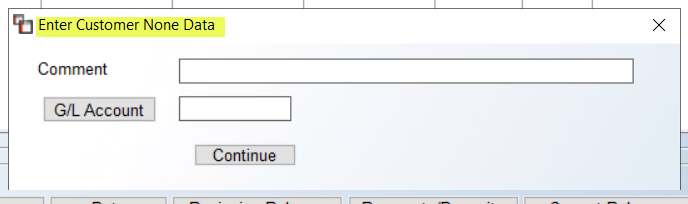 Enter Customer None Data
Comment
G/L Account
Continue